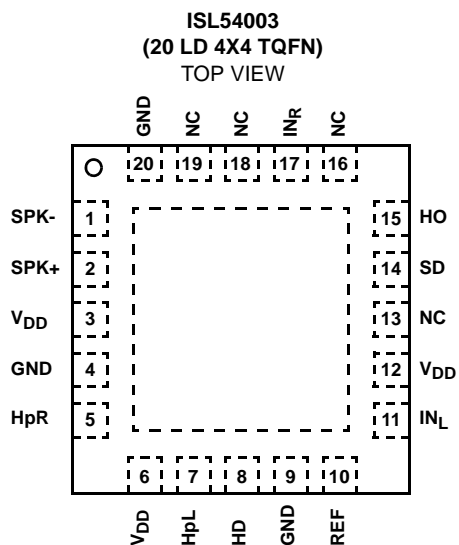 ISL54003
(20 LD 4X4 TQFN)
TOP VIEW
GND NC NC INR NC
20 19 18 17 16
SPK- 1 15 HO
SPK+ 2 14 SD
VDD 3 13 NC
GND 4 12 VDD
HpR 5 11 INL
6 7 8 9 10
VDD HpL HD GND REF